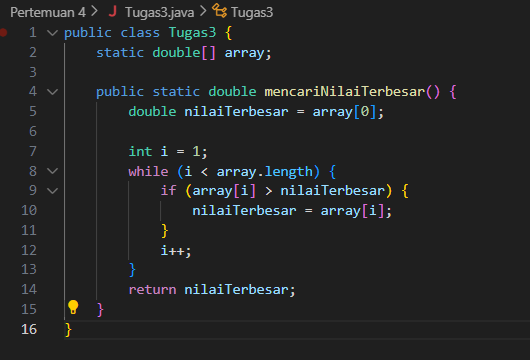 Pertemuan 4 > J Tugas3.java > Tugas3
1 public class Tugas3 {
2 static double[] array;
3
4 public static double mencariNilaiTerbesar() {
5 double nilaiTerbesar = array[0];
6
7 int i = 1;
8 while (i < array.length) {
9 if (array[i] > nilaiTerbesar) {
10 nilaiTerbesar = array[i];
11 }
12 i++;
13 }
14 return nilaiTerbesar;
15 }
16 }